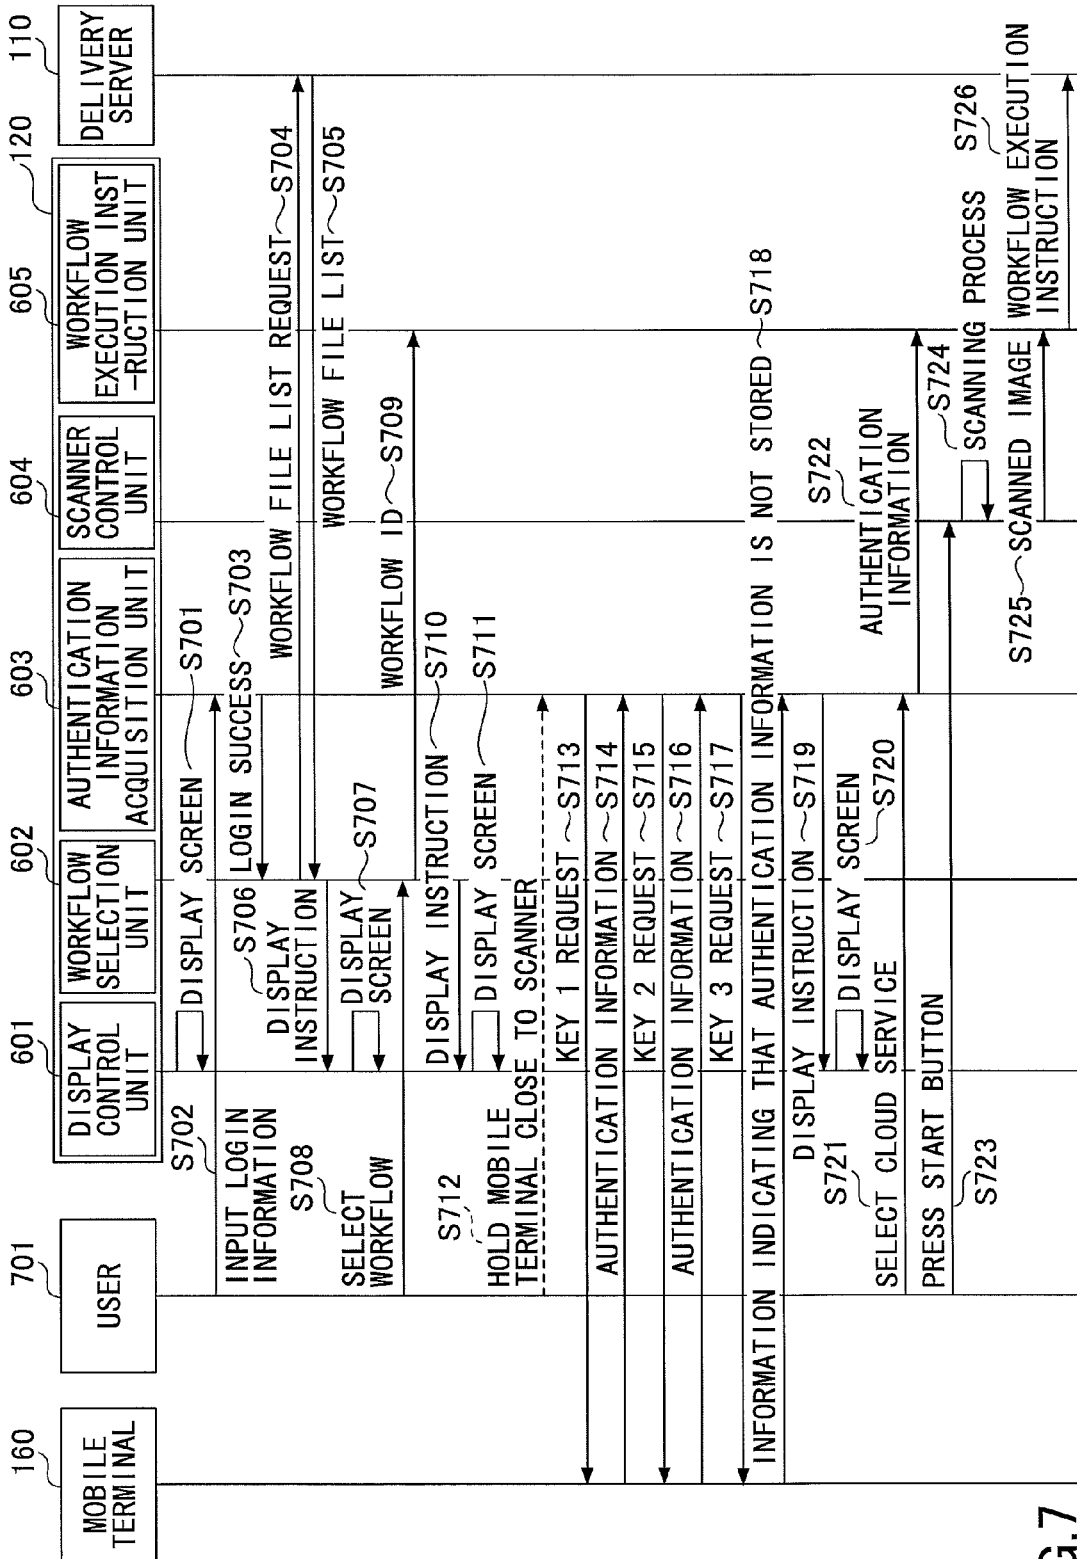 160
701
601
602
603
604
605
120
110
MOBILE
TERMINAL
USER
DISPLAY
CONTROL
UNIT
WORKFLOW
SELECTION
UNIT
AUTHENTICATION
INFORMATION
ACQUISITION UNIT
SCANNER
CONTROL
UNIT
WORKFLOW
EXECUTION INST
-RUCTION UNIT
DELIVERY
SERVER
DISPLAY SCREEN S701
S702
INPUT LOGIN
INFORMATION
LOGIN SUCCESS S703
WORKFLOW FILE LIST REQUEST S704
WORKFLOW FILE LIST S705
S706
DISPLAY
INSTRUCTION
S707
DISPLAY
SCREEN
S708
SELECT
WORKFLOW
WORKFLOW ID S709
DISPLAY INSTRUCTION S710
DISPLAY SCREEN S711
S712
HOLD MOBILE
TERMINAL CLOSE TO SCANNER
KEY 1 REQUEST S713
AUTHENTICATION INFORMATION S714
KEY 2 REQUEST S715
AUTHENTICATION INFORMATION S716
KEY 3 REQUEST S717
INFORMATION INDICATING THAT AUTHENTICATION INFORMATION IS NOT STORED S718
DISPLAY INSTRUCTION S719
DISPLAY SCREEN
S720
S721
SELECT CLOUD SERVICE
S722
AUTHENTICATION
INFORMATION
PRESS START BUTTON
S723
S724
SCANNING PROCESS
S725 SCANNED IMAGE
S726
WORKFLOW EXECUTION
INSTRUCTION
G.7